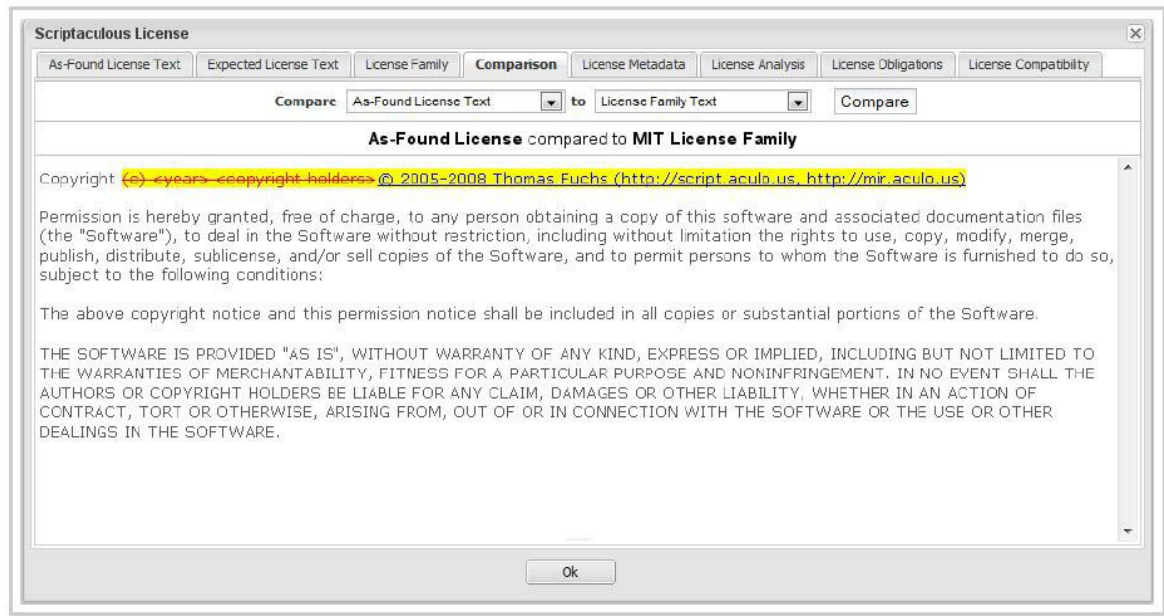 Scriptaculous License
As-Found License Text Expected License Text License Family Comparison License Metadata License Analysis License Obligations License Compatibility
Compare As-Found License Text to License Family Text Compare
As-Found License compared to MIT License Family
Copyright (c) <year> <copyright holders> © 2005-2008 Thomas Fuchs (http://script.aculo.us, http://mir.aculo.us)
Permission is hereby granted, free of charge, to any person obtaining a copy of this software and associated documentation files
(the "Software"), to deal in the Software without restriction, including without limitation the rights to use, copy, modify, merge,
publish, distribute, sublicense, and/or sell copies of the Software, and to permit persons to whom the Software is furnished to do so,
subject to the following conditions:
The above copyright notice and this permission notice shall be included in all copies or substantial portions of the Software.
THE SOFTWARE IS PROVIDED "AS IS", WITHOUT WARRANTY OF ANY KIND, EXPRESS OR IMPLIED, INCLUDING BUT NOT LIMITED TO
THE WARRANTIES OF MERCHANTABILITY, FITNESS FOR A PARTICULAR PURPOSE AND NONINFRINGEMENT. IN NO EVENT SHALL THE
AUTHORS OR COPYRIGHT HOLDERS BE LIABLE FOR ANY CLAIM, DAMAGES OR OTHER LIABILITY, WHETHER IN AN ACTION OF
CONTRACT, TORT OR OTHERWISE, ARISING FROM, OUT OF OR IN CONNECTION WITH THE SOFTWARE OR THE USE OR OTHER
DEALINGS IN THE SOFTWARE.
Ok